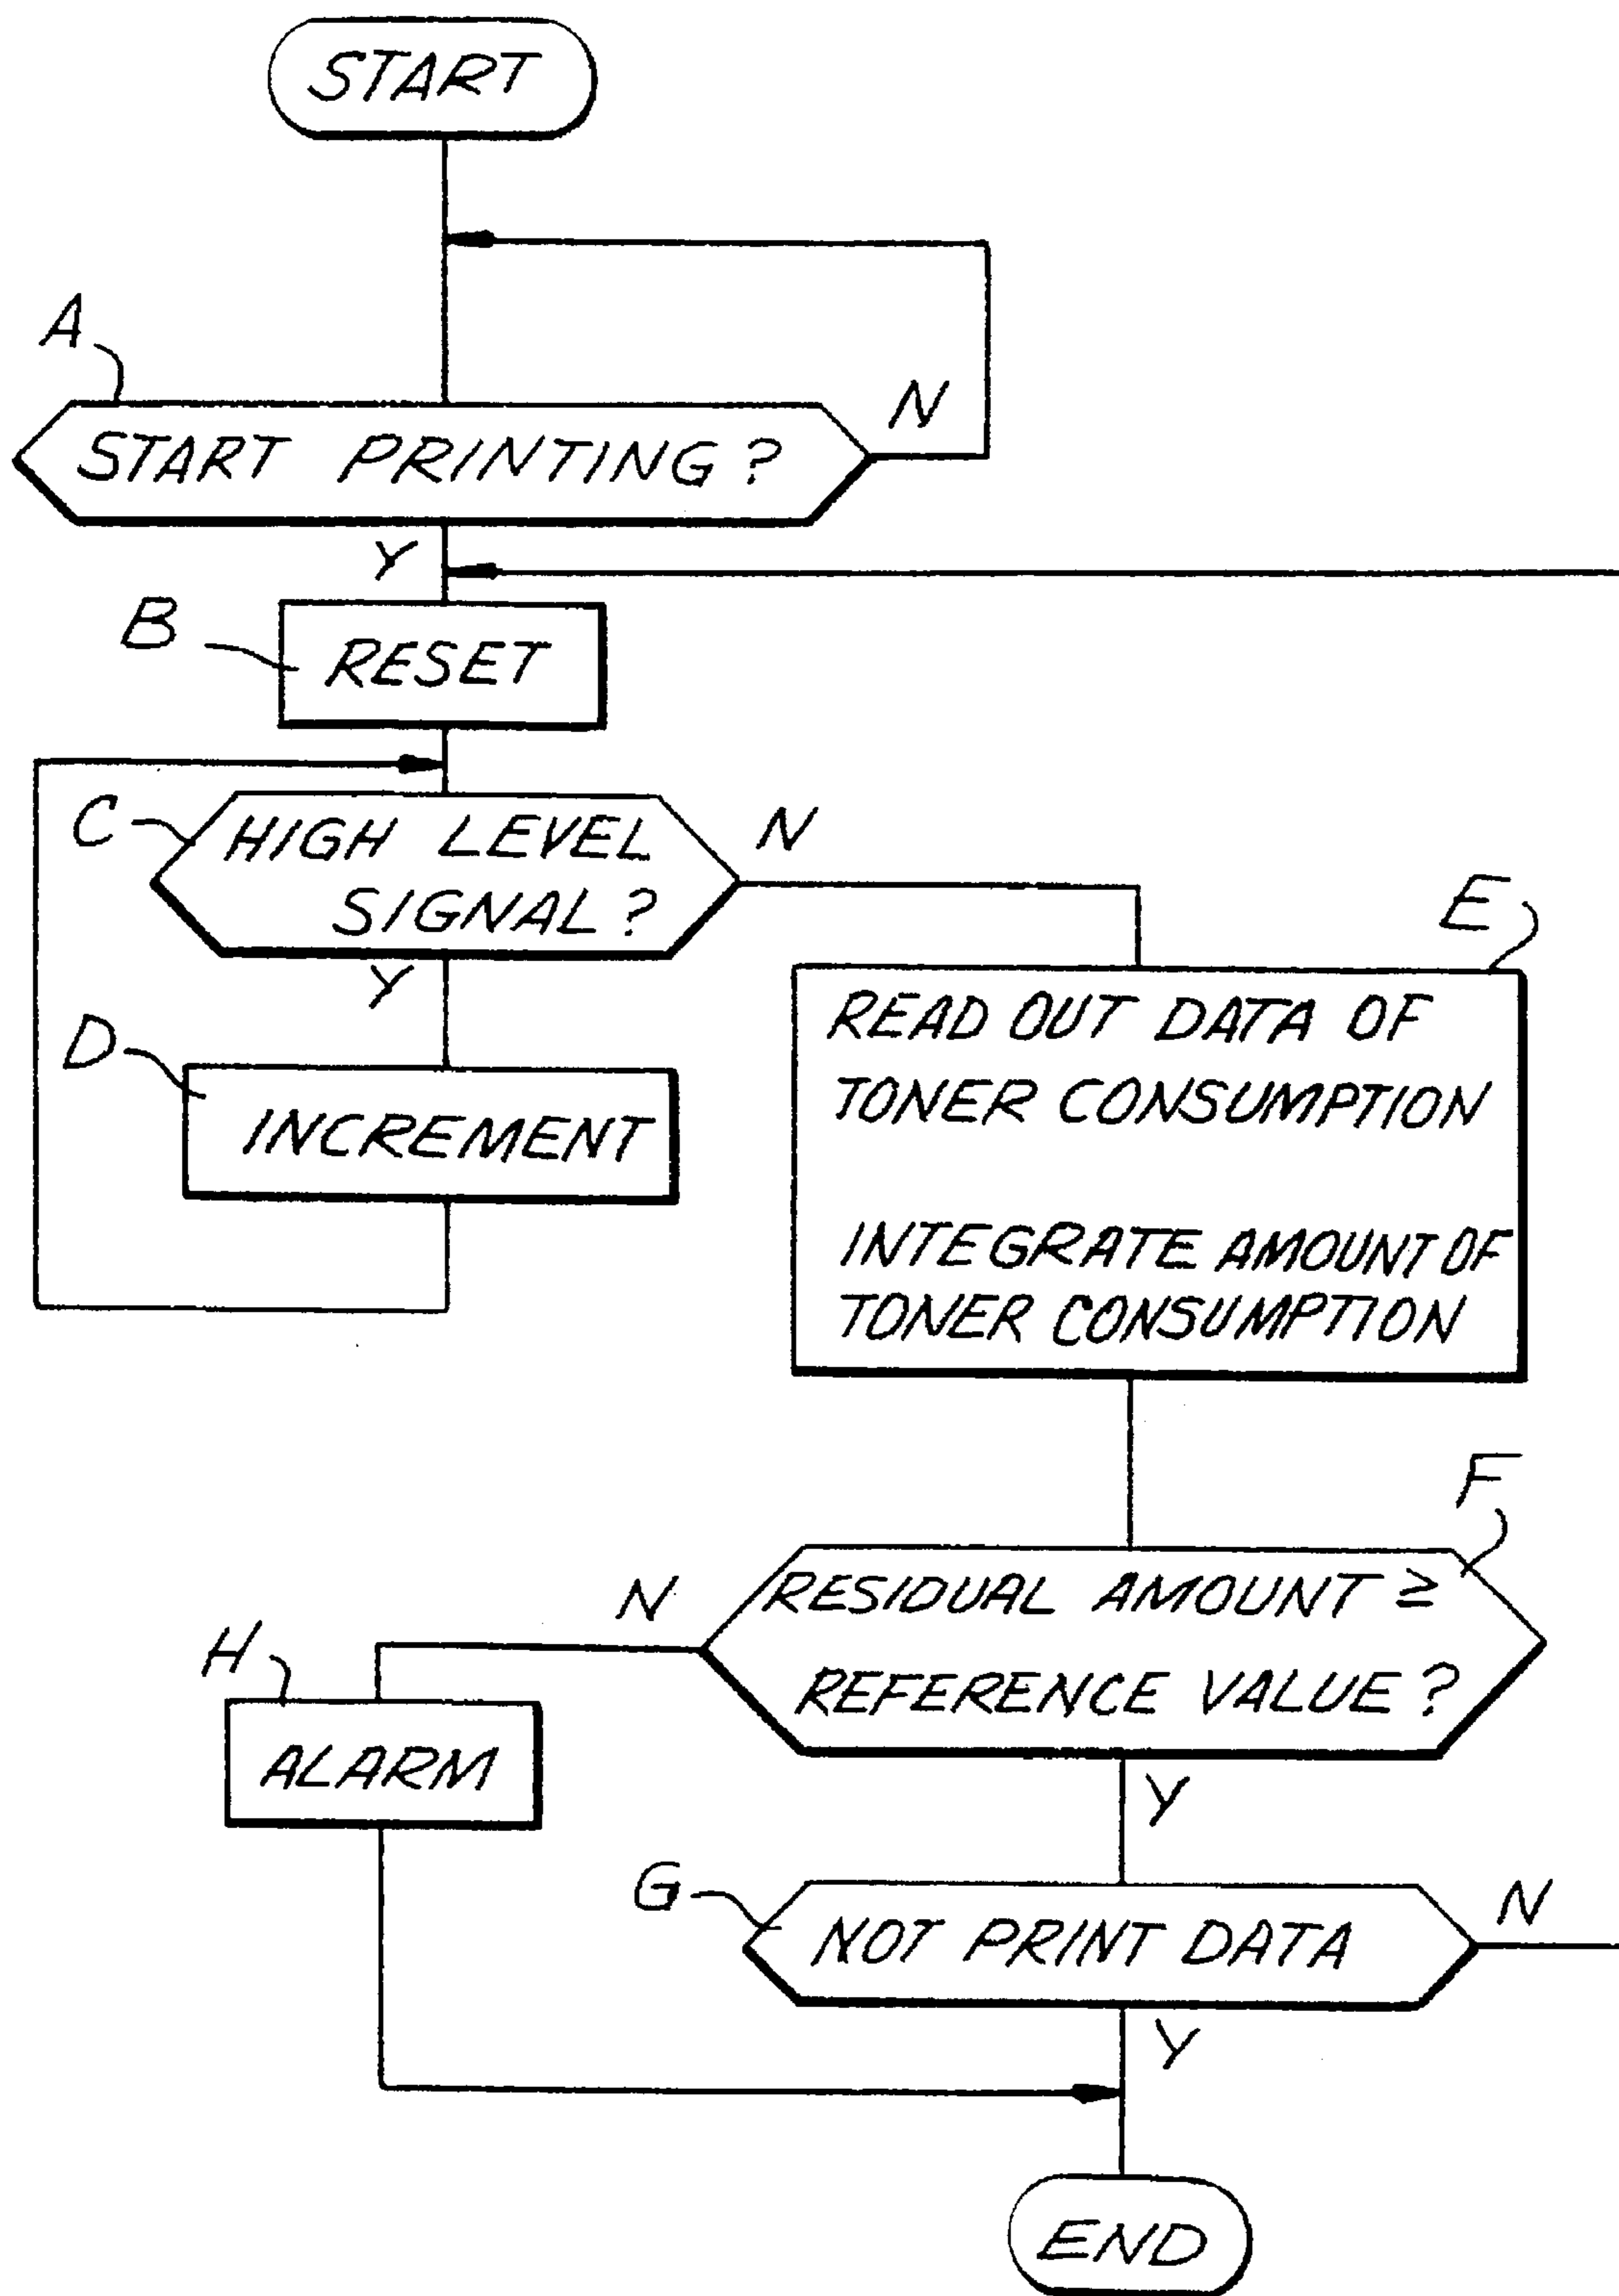 START
A
N
START PRINTING?
Y
B
RESET
C
HIGH LEVEL
SIGNAL?
N
Y
E
READ OUT DATA OF
TONER CONSUMPTION
INTEGRATE AMOUNT OF
TONER CONSUMPTION
D
INCREMENT
F
RESIDUAL AMOUNT ≥
REFERENCE VALUE?
N
H
ALARM
Y
G
NOT PRINT DATA
N
Y
END